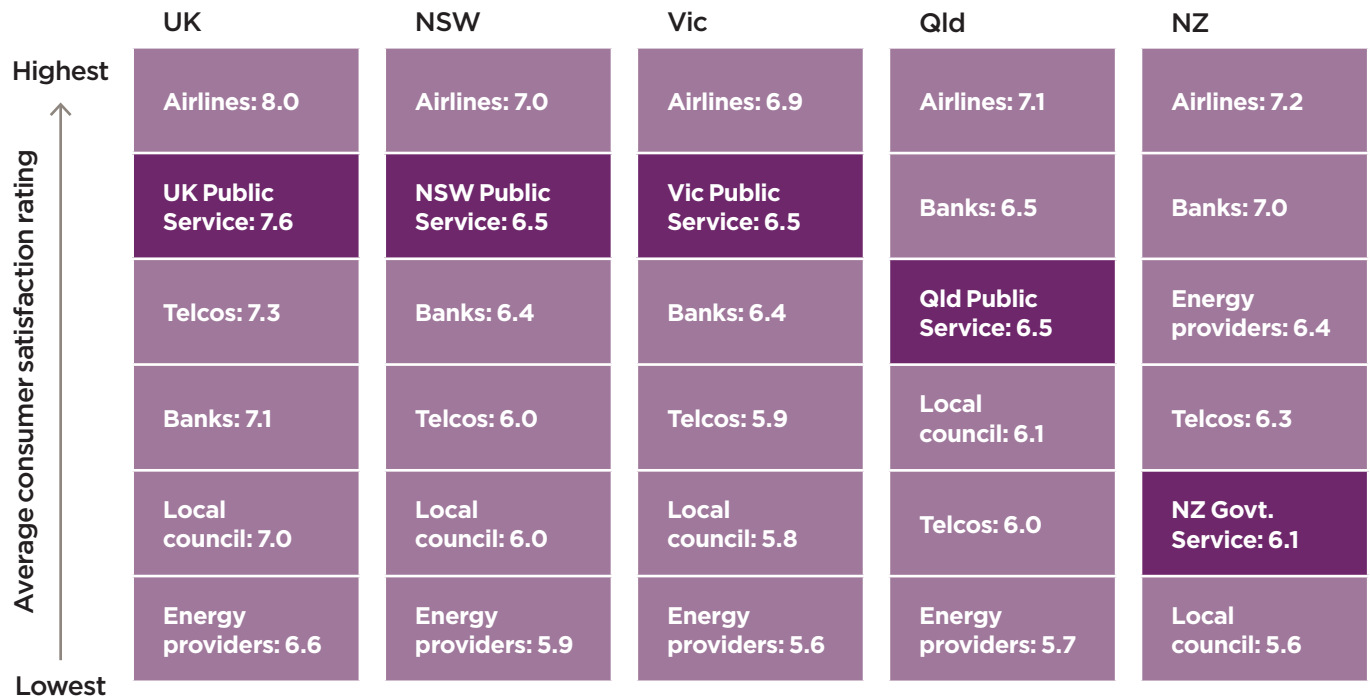 UK
NSW
Vic
Qld
NZ
Highest
Average consumer satisfaction rating
Lowest
Airlines: 8.0
Airlines: 7.0
Airlines: 6.9
Airlines: 7.1
Airlines: 7.2
UK Public
Service: 7.6
NSW Public
Service: 6.5
Vic Public
Service: 6.5
Banks: 6.5
Banks: 7.0
Telcos: 7.3
Banks: 6.4
Banks: 6.4
Qld Public
Service: 6.5
Energy
providers: 6.4
Banks: 7.1
Telcos: 6.0
Telcos: 5.9
Local
council: 6.1
Telcos: 6.3
Local
council: 7.0
Local
council: 6.0
Local
council: 5.8
Telcos: 6.0
NZ Govt.
Service: 6.1
Energy
providers: 6.6
Energy
providers: 5.9
Energy
providers: 5.6
Energy
providers: 5.7
Local
council: 5.6